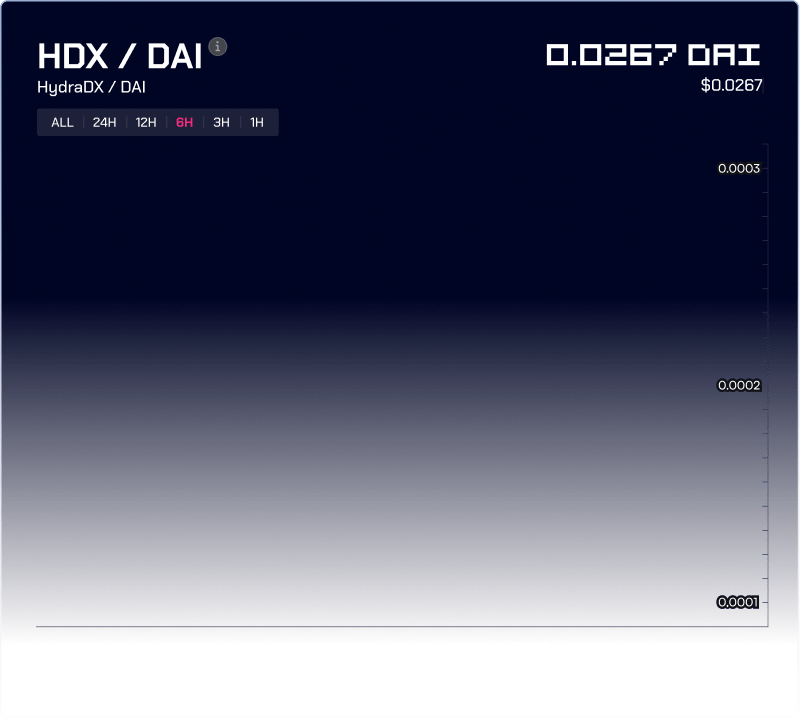 HDX / DAI i
0.0267 DAI
HydraDX / DAI
$0.0267
ALL 24H 12H 6H 3H 1H
0.0003
0.0002
0.0001